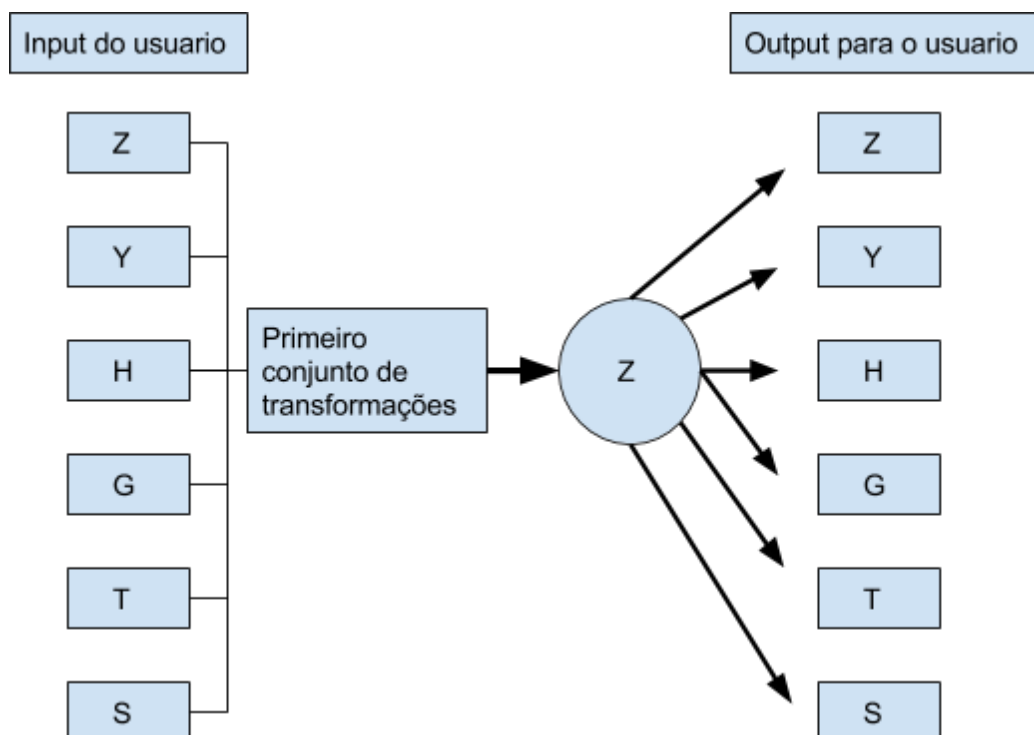 Input do usuario
Output para o usuario
Z
Y
H
G
T
S
Primeiro
conjunto de
transformações
Z
Z
Y
H
G
T
S